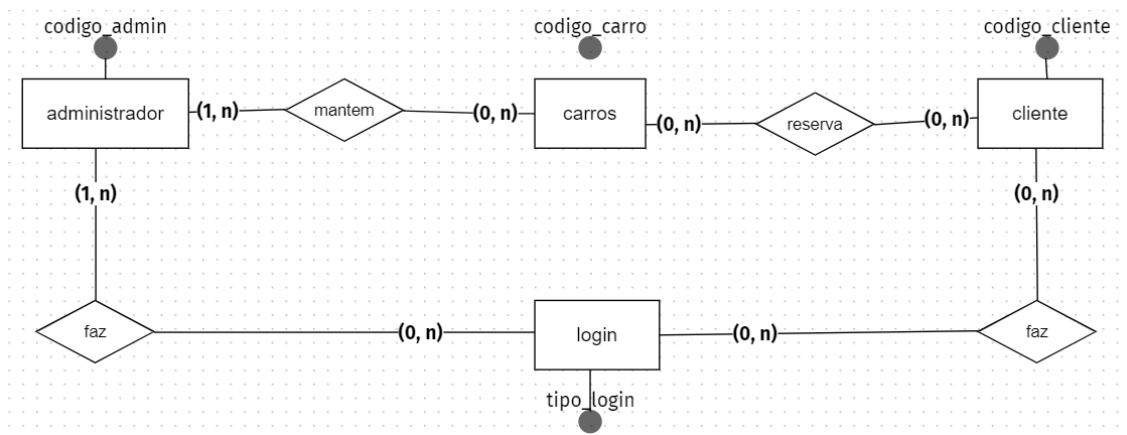 codigo_admin
codigo_carro
codigo_cliente
administrador
(1, n)
mantem
(0, n)
carros
(0, n)
reserva
(0, n)
cliente
(1, n)
(0, n)
faz
(0, n)
login
(0, n)
faz
tipo_login